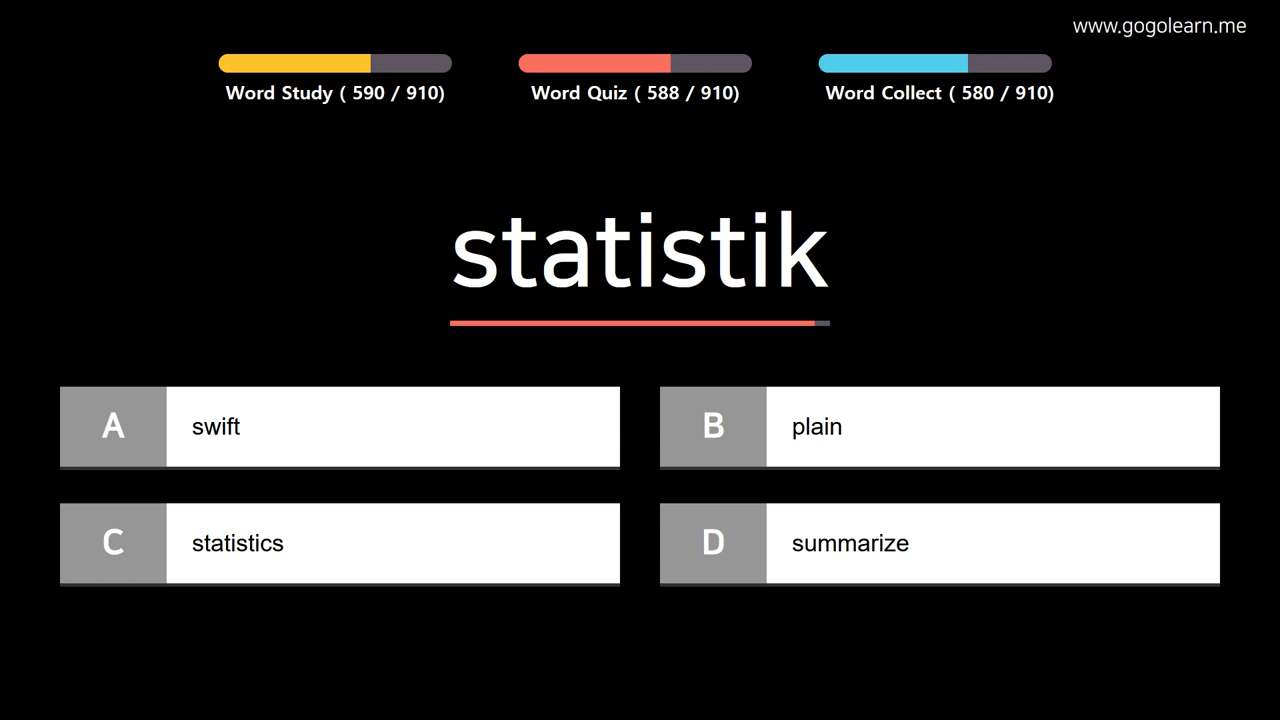 www.gogolearn.me
Word Study ( 590 / 910)
Word Quiz ( 588 / 910)
Word Collect ( 580 / 910)
statistik
A swift
B plain
C statistics
D summarize